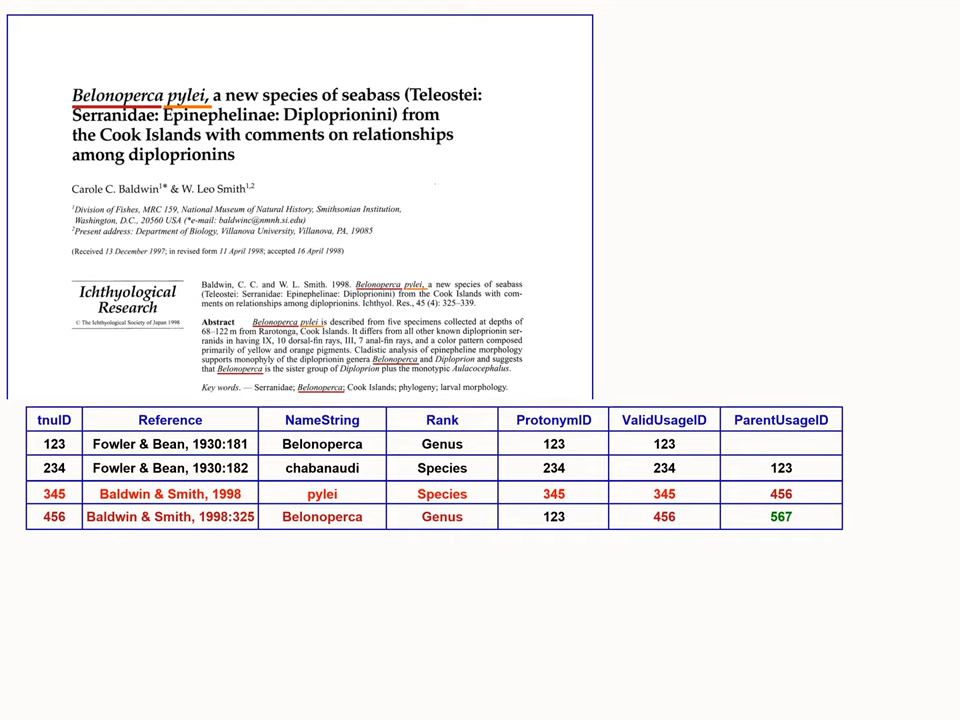 Belonoperca pylei, a new species of seabass (Teleostei:
Serranidae: Epinephelinae: Diploprionini) from
the Cook Islands with comments on relationships
among diploprionins
Carole C. Baldwin1* & W. Leo Smith1,2
1Division of Fishes, MRC 159, National Museum of Natural History, Smithsonian Institution,
Washington, D.C., 20560 USA (*e-mail: baldwinc@nmnh.si.edu)
2Present address: Department of Biology, Villanova University, Villanova, PA, 19085
(Received 13 December 1997; in revised form 11 April 1998; accepted 16 April 1998)
Ichthyological
Research
© The Ichthyological Society of Japan 1998
Baldwin, C. C. and W. L. Smith. 1998. Belonoperca pylei, a new species of seabass
(Teleostei: Serranidae: Epinephelinae: Diploprionini) from the Cook Islands with com-
ments on relationships among diploprionins. Ichthyol. Res., 45 (4): 325–339.
Abstract Belonoperca pylei is described from five specimens collected at depths of
68–122 m from Rarotonga, Cook Islands. It differs from all other known diploprionin ser-
ranids in having IX, 10 dorsal-fin rays, III, 7 anal-fin rays, and a color pattern composed
primarily of yellow and orange pigments. Cladistic analysis of epinepheline morphology
supports monophyly of the diploprionin genera Belonoperca and Diploprion and suggests
that Belonoperca is the sister group of Diploprion plus the monotypic Aulacocephalus.
Key words. — Serranidae; Belonoperca; Cook Islands; phylogeny; larval morphology.
tnuID Reference NameString Rank ProtonymID ValidUsageID ParentUsageID
123 Fowler & Bean, 1930:181 Belonoperca Genus 123 123
234 Fowler & Bean, 1930:182 chabanaudi Species 234 234 123
345 Baldwin & Smith, 1998 pylei Species 345 345 456
456 Baldwin & Smith, 1998:325 Belonoperca Genus 123 456 567